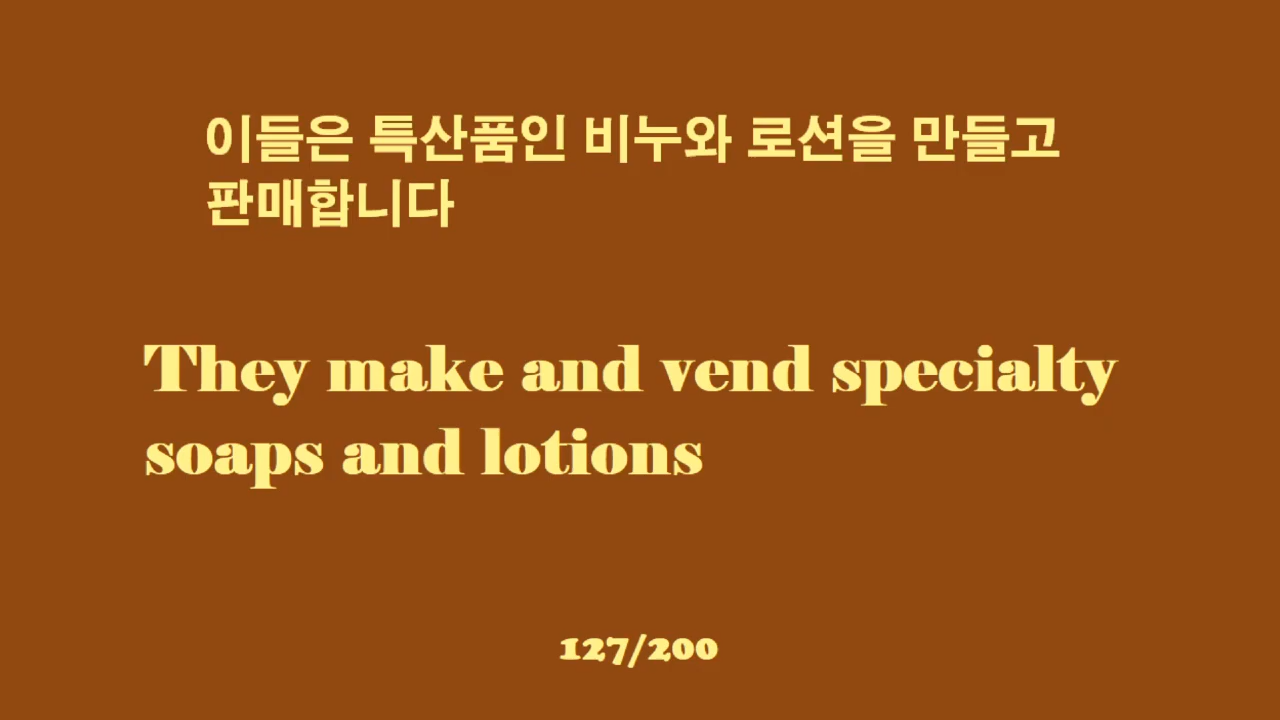 이들은 특산품인 비누와 로션을 만들고
판매합니다
They make and vend specialty
soaps and lotions
127/200